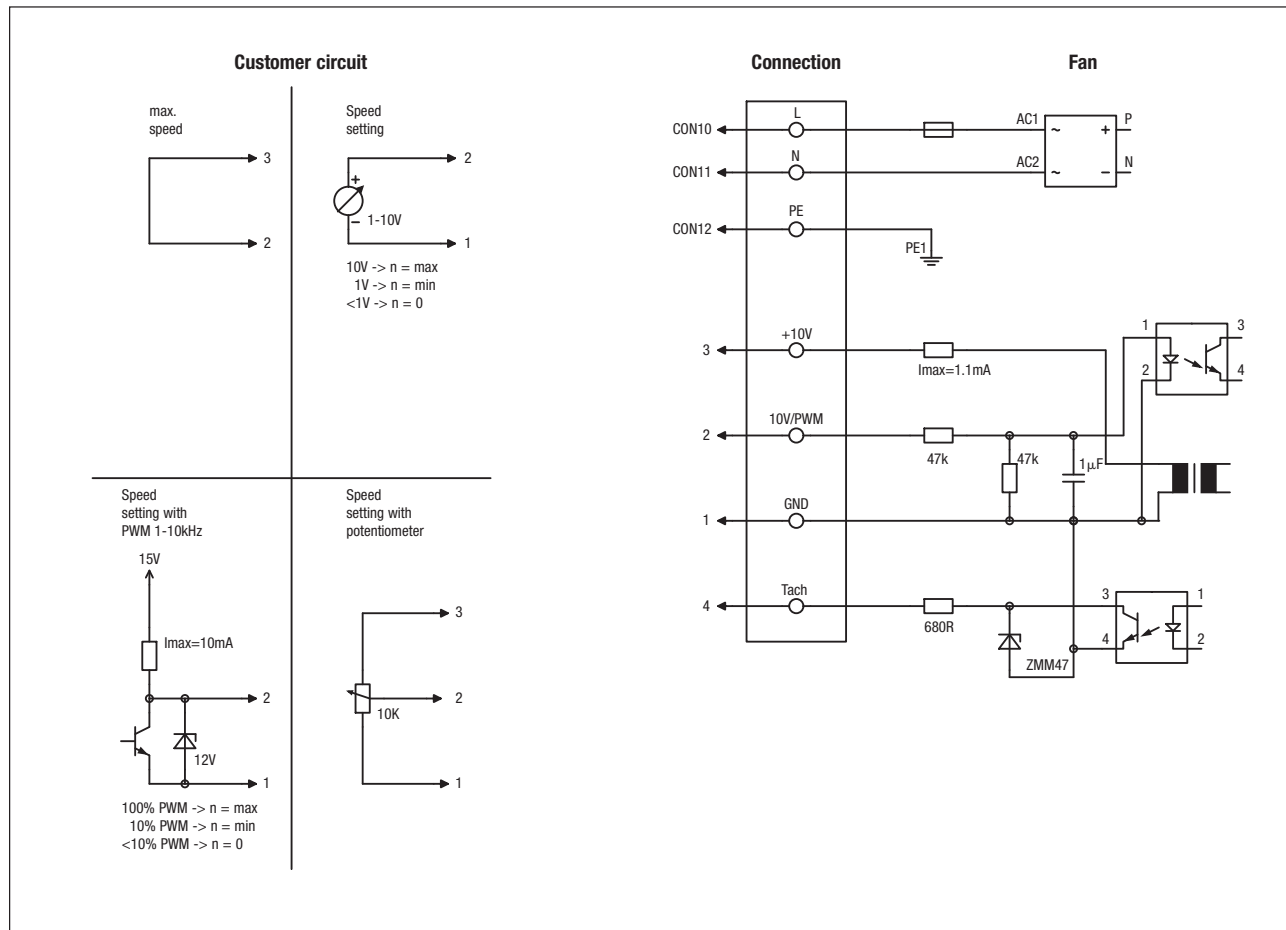 Customer circuit
max.
speed
3
2
Speed
setting
2
+
1-10V
–
1
10V -> n = max
1V -> n = min
<1V -> n = 0
Speed
setting with
PWM 1-10kHz
15V
Imax=10mA
2
12V
1
100% PWM -> n = max
10% PWM -> n = min
<10% PWM -> n = 0
Speed
setting with
potentiometer
3
2
10K
1
Connection
Fan
CON10
L
AC1
~
+
P
CON11
N
AC2
~
–
N
CON12
PE
PE1
3
+10V
Imax=1.1mA
1
2
3
4
2
10V/PWM
47k
47k
1µF
1
GND
4
Tach
680R
ZMM47
3
4
1
2